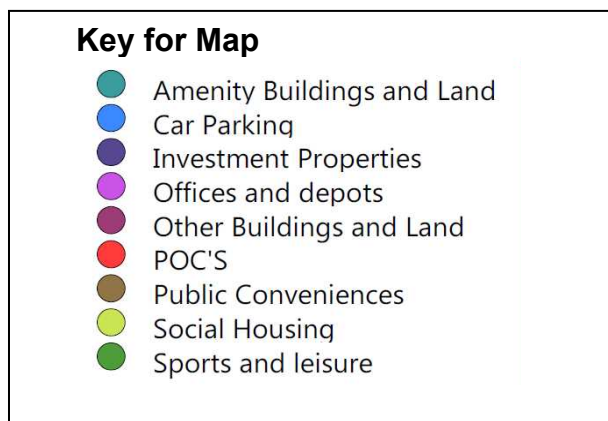 Key for Map
Amenity Buildings and Land
Car Parking
Investment Properties
Offices and depots
Other Buildings and Land
POC'S
Public Conveniences
Social Housing
Sports and leisure